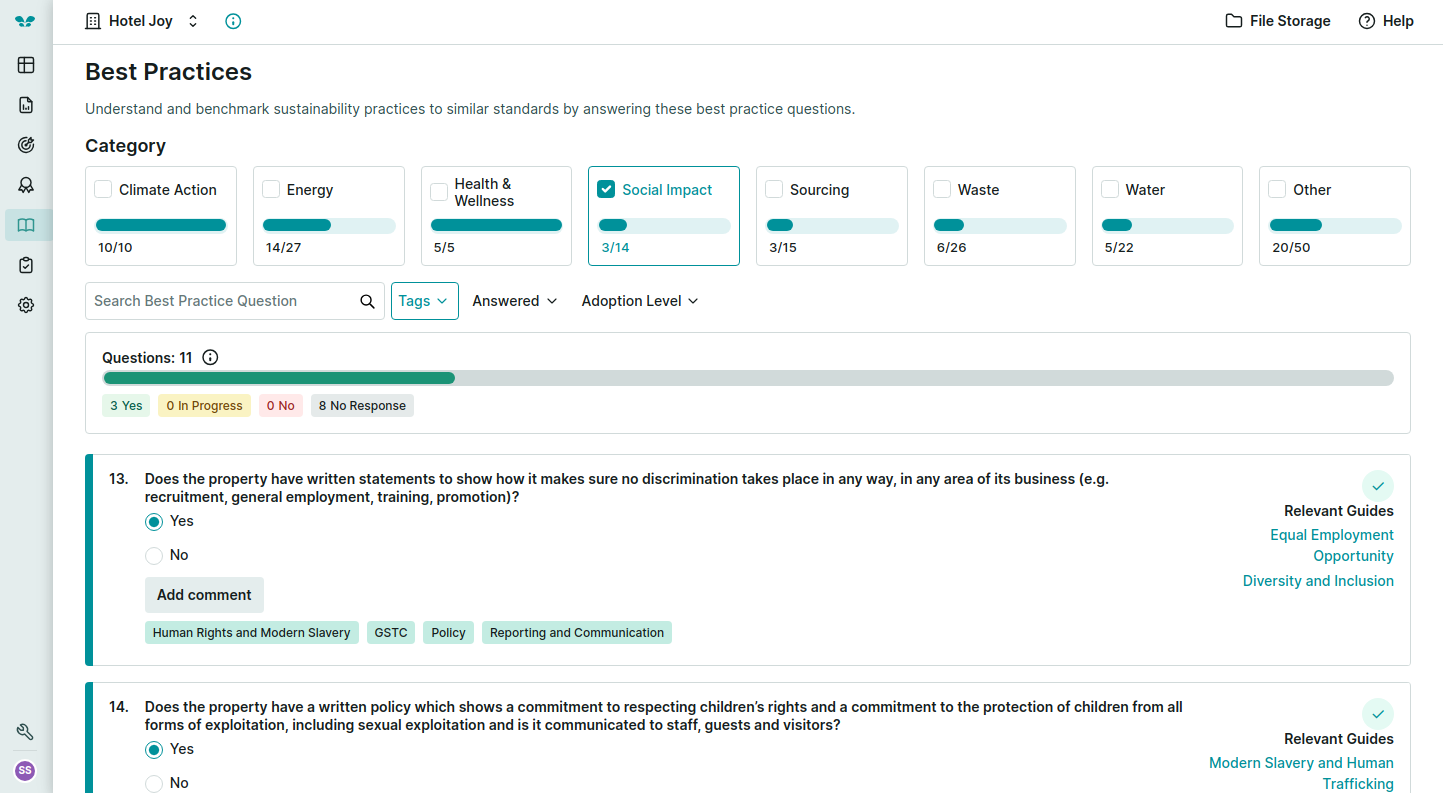 Hotel Joy
File Storage
Help
Best Practices
Understand and benchmark sustainability practices to similar standards by answering these best practice questions.
Category
Climate Action
10/10
Energy
14/27
Health &
Wellness
5/5
Social Impact
3/14
Sourcing
3/15
Waste
6/26
Water
5/22
Other
20/50
Search Best Practice Question
Tags
Answered
Adoption Level
Questions: 11
3 Yes
0 In Progress
0 No
8 No Response
13. Does the property have written statements to show how it makes sure no discrimination takes place in any way, in any area of its business (e.g.
recruitment, general employment, training, promotion)?
Yes
No
Add comment
Human Rights and Modern Slavery
GSTC
Policy
Reporting and Communication
Relevant Guides
Equal Employment
Opportunity
Diversity and Inclusion
14. Does the property have a written policy which shows a commitment to respecting children’s rights and a commitment to the protection of children from all
forms of exploitation, including sexual exploitation and is it communicated to staff, guests and visitors?
Yes
No
Relevant Guides
Modern Slavery and Human
Trafficking
SS